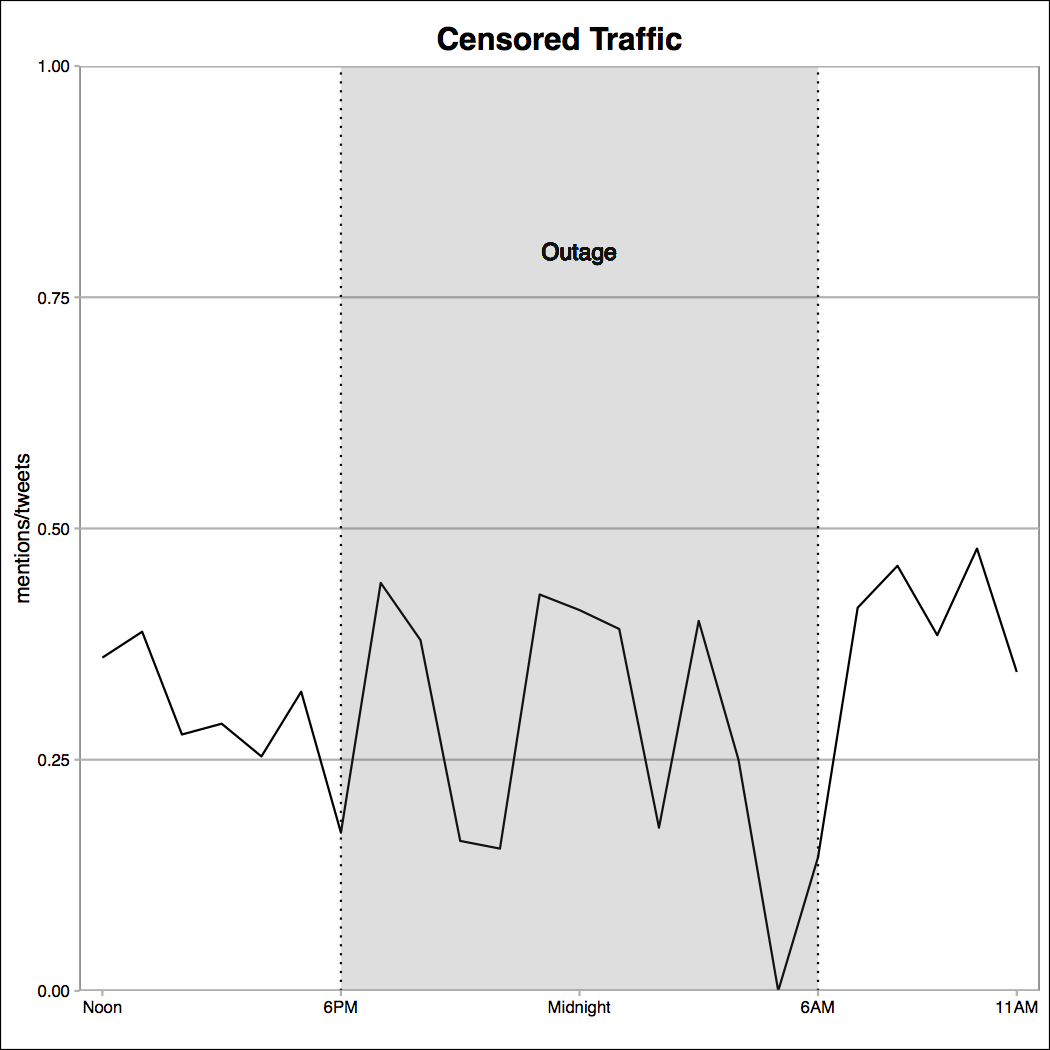 Censored Traffic
1.00
Outage
0.75
mentions/tweets
0.50
0.25
0.00
Noon 6PM Midnight 6AM 11AM